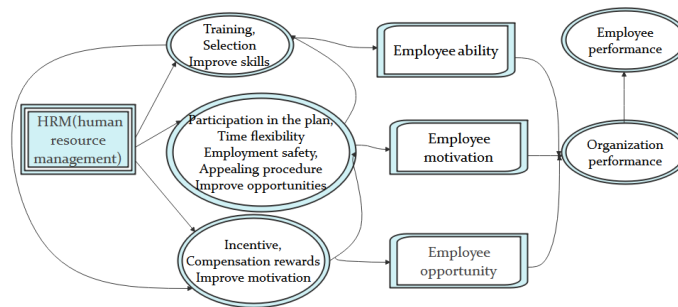 Training,
Selection
Improve skills
Employee ability
Employee
performance
HRM(human
resource
management)
Participation in the plan,
Time flexibility
Employment safety,
Appealing procedure
Improve opportunities
Employee
motivation
Organization
performance
Incentive,
Compensation rewards
Improve motivation
Employee
opportunity